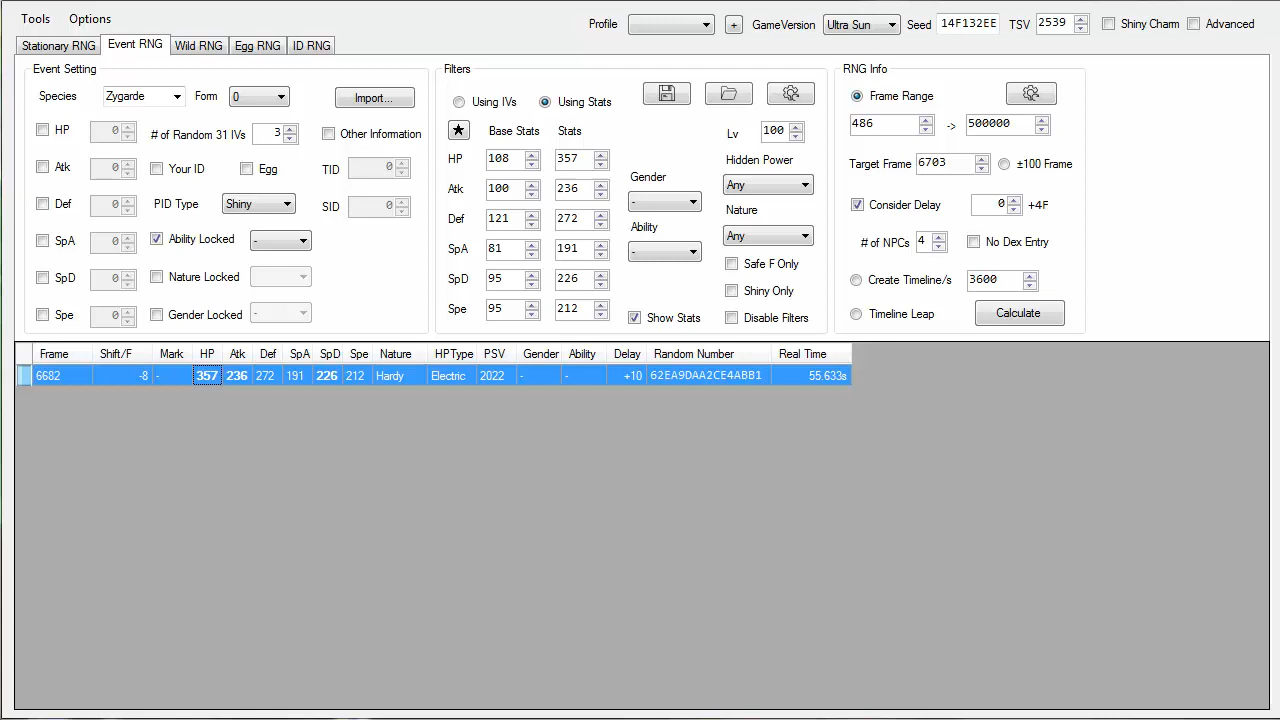 Tools Options Profile + GameVersion Ultra Sun Seed 14F132EE TSV 2539 Shiny Charm Advanced
Stationary RNG Event RNG Wild RNG Egg RNG ID RNG
Event Setting Filters RNG Info
Species Zygarde Form 0 Import... Using IVs Using Stats Frame Range
HP 0 # of Random 31 IVs 3 Other Information ★ Base Stats Stats Lv 100 486 -> 500000
Atk 0 Your ID Egg TID 0 HP 108 357 Hidden Power Target Frame 6703 ±100 Frame
Def 0 PID Type Shiny SID 0 Atk 100 236 Gender - Any Consider Delay 0 +4F
SpA 0 Ability Locked - Def 121 272 Ability Nature # of NPCs 4 No Dex Entry
SpD 0 Nature Locked SpA 81 191 - Any Create Timeline/s 3600
Spe 0 Gender Locked - SpD 95 226 Safe F Only Timeline Leap Calculate
Shiny Only
Spe 95 212 Show Stats Disable Filters
Frame Shift/F Mark HP Atk Def SpA SpD Spe Nature HPType PSV Gender Ability Delay Random Number Real Time
6682 -8 - 357 236 272 191 226 212 Hardy Electric 2022 - - +10 62EA9DAA2CE4ABB1 55.633s